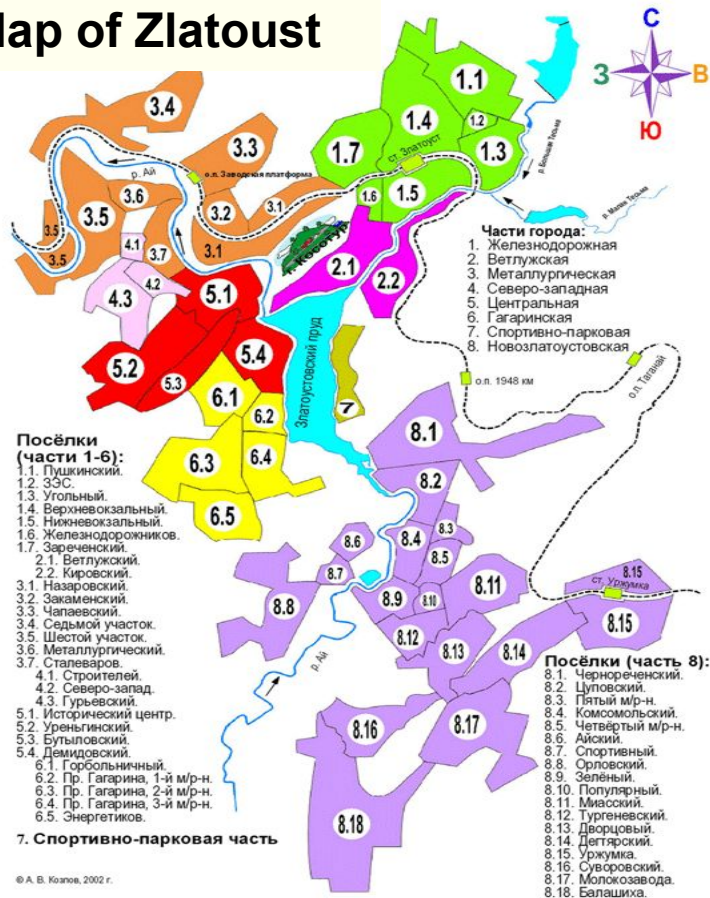 Map of Zlatoust
С
З
В
Ю
3.4
1.1
1.4
1.2
1.7
3.3
1.3
ст. Златоуст
р. Большая Тесьма
р. Ай
о.п. Заводская платформа
3.6
3.5
3.2
3.1
1.6
1.5
р. Малая Тесьма
3.5
4.1
3.7
3.1
г. Косотур
3.5
4.2
4.3
5.1
2.1
2.2
Части города:
1. Железнодорожная
2. Ветлужская
3. Металлургическая
4. Северо-западная
5. Центральная
6. Гагаринская
7. Спортивно-парковая
8. Новозлатоустовская
5.2
5.3
5.4
Златоустовский пруд
о.п. 1948 км
о.п. Таганай
6.1
6.2
7
6.3
6.4
6.5
8.1
8.2
8.3
8.4
8.5
8.6
8.7
8.8
8.9
8.10
8.11
8.12
8.13
8.14
8.15
ст. Уржумка
8.15
р. Ай
8.16
8.17
8.18
Посёлки
(части 1-6):
1.1. Пушкинский.
1.2. ЗЭС.
1.3. Угольный.
1.4. Верхневокзальный.
1.5. Нижневокзальный.
1.6. Железнодорожников.
1.7. Зареченский.
2.1. Ветлужский.
2.2. Кировский.
3.1. Назаровский.
3.2. Закаменский.
3.3. Чапаевский.
3.4. Седьмой участок.
3.5. Шестой участок.
3.6. Металлургический.
3.7. Сталеваров.
4.1. Строителей.
4.2. Северо-запад.
4.3. Гурьевский.
5.1. Исторический центр.
5.2. Уреньгинский.
5.3. Бутыловский.
5.4. Демидовский.
6.1. Горбольничный.
6.2. Пр. Гагарина, 1-й м/р-н.
6.3. Пр. Гагарина, 2-й м/р-н.
6.4. Пр. Гагарина, 3-й м/р-н.
6.5. Энергетиков.
7. Спортивно-парковая часть
© А. В. Козлов, 2002 г.
Посёлки (часть 8):
8.1. Чернореченский.
8.2. Цуповский.
8.3. Пятый м/р-н.
8.4. Комсомольский.
8.5. Четвёртый м/р-н.
8.6. Айский.
8.7. Спортивный.
8.8. Орловский.
8.9. Зелёный.
8.10. Популярный.
8.11. Миасский.
8.12. Тургеневский.
8.13. Дворцовый.
8.14. Дегтярский.
8.15. Уржумка.
8.16. Суворовский.
8.17. Молокозавода.
8.18. Балашиха.